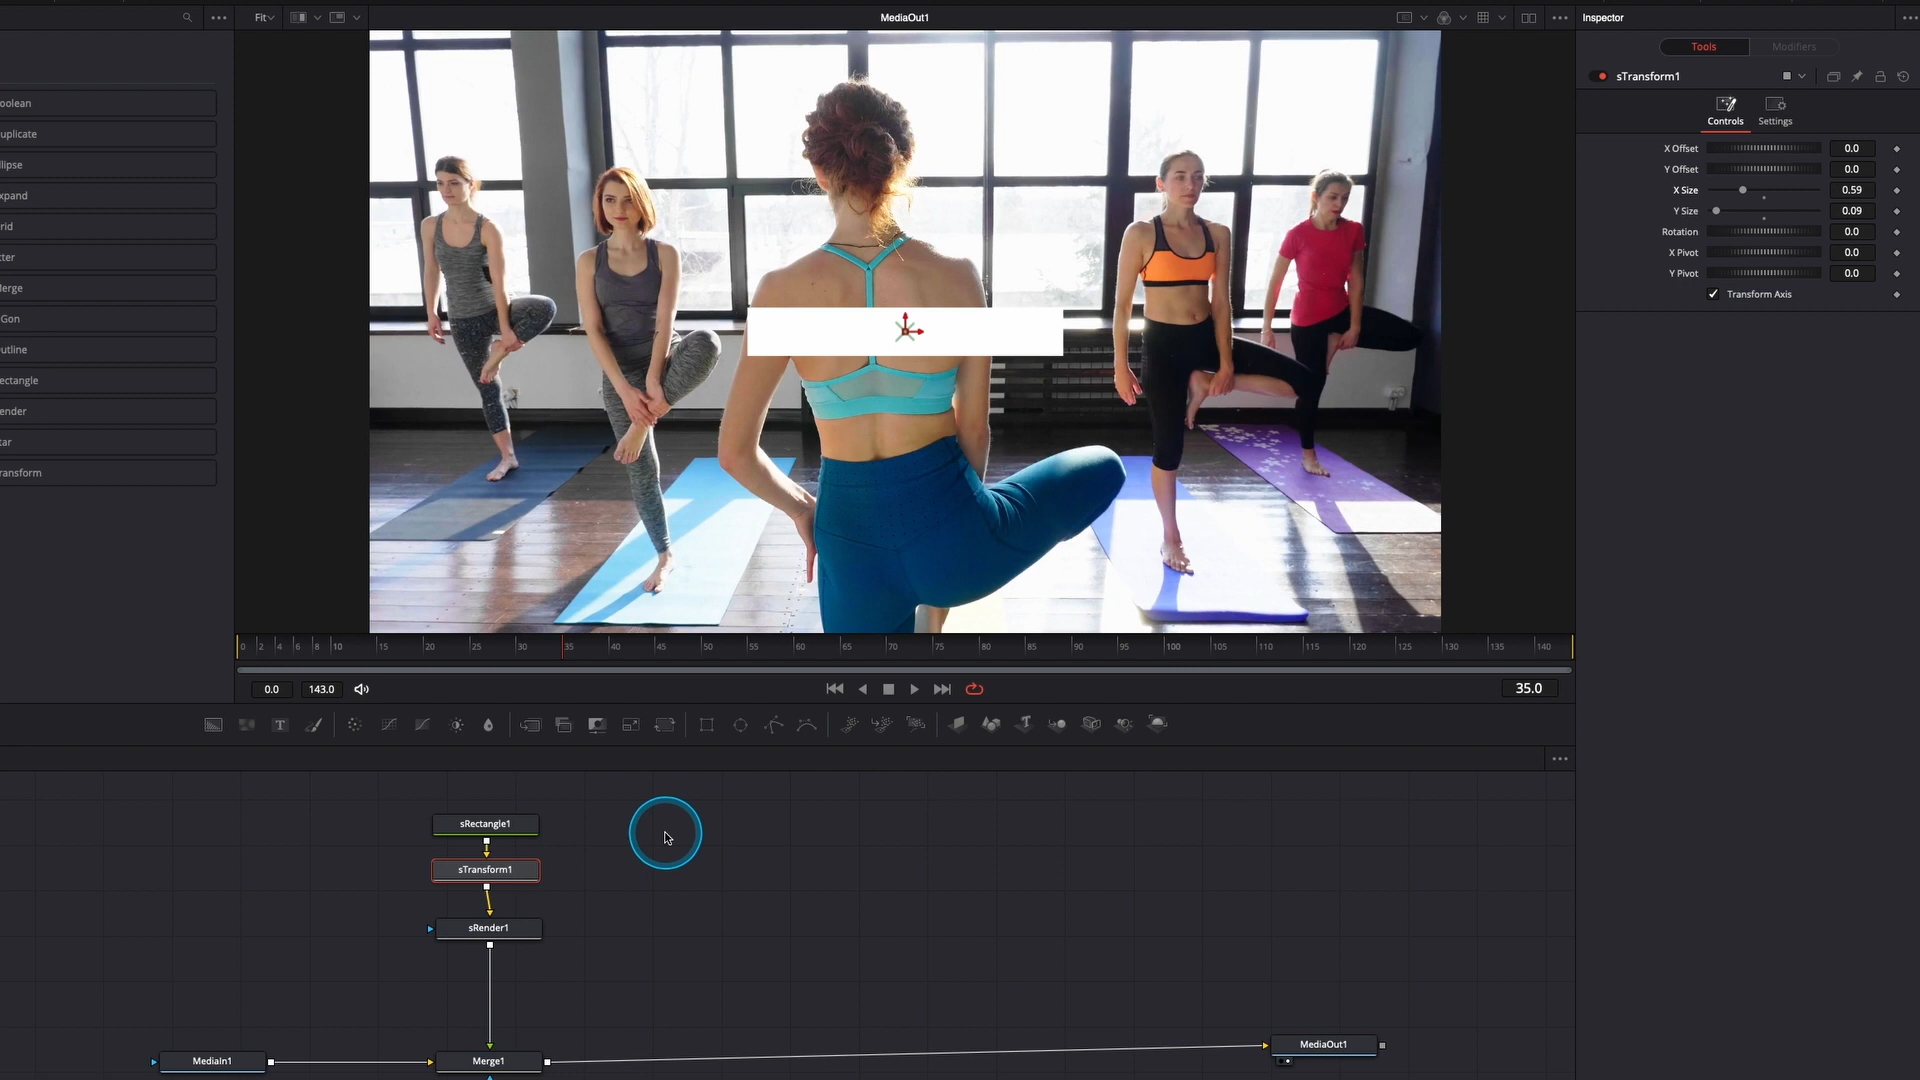 Fit
MediaOut1
Inspector
Tools
Modifiers
sTransform1
Controls
Settings
X Offset 0.0
Y Offset 0.0
X Size 0.59
Y Size 0.09
Rotation 0.0
X Pivot 0.0
Y Pivot 0.0
Transform Axis
oolean
uplicate
llipse
xpand
rid
tter
Merge
Gon
utline
ectangle
ender
tar
ransform
0 2 4 6 8 10 15 20 25 30 35 40 45 50 55 60 65 70 75 80 85 90 95 100 105 110 115 120 125 130 135 140
0.0 143.0 35.0
T
T
sRectangle1
sTransform1
sRender1
MediaIn1
Merge1
MediaOut1